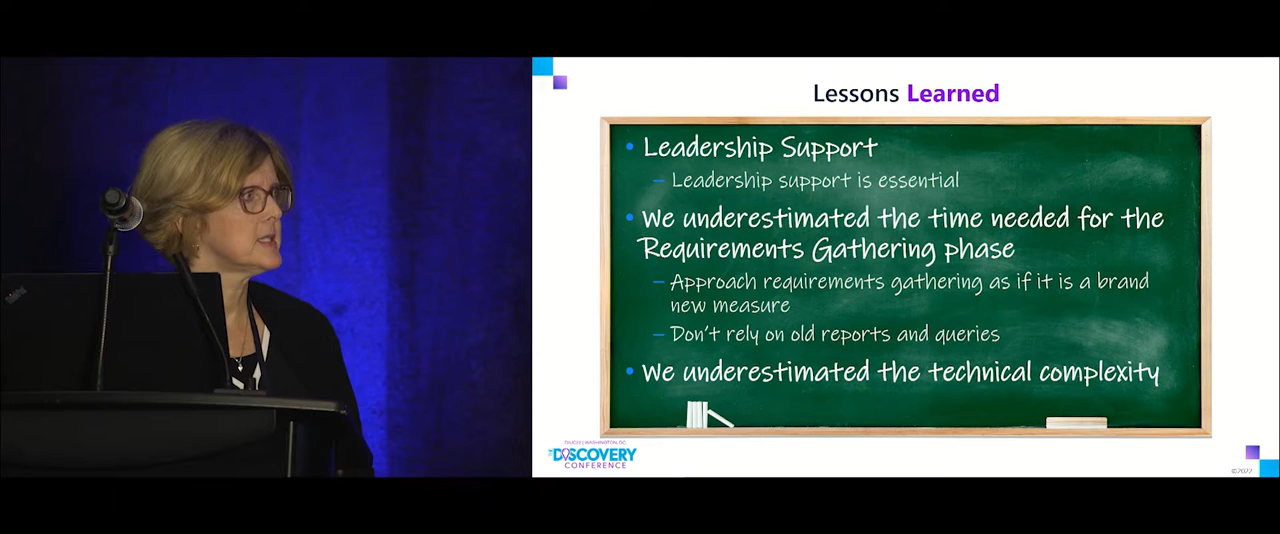 Lessons Learned
• Leadership Support
– Leadership support is essential
• We underestimated the time needed for the
Requirements Gathering phase
– Approach requirements gathering as if it is a brand
new measure
– Don't rely on old reports and queries
• We underestimated the technical complexity
THE
DISCOVERY
CONFERENCE
©2022